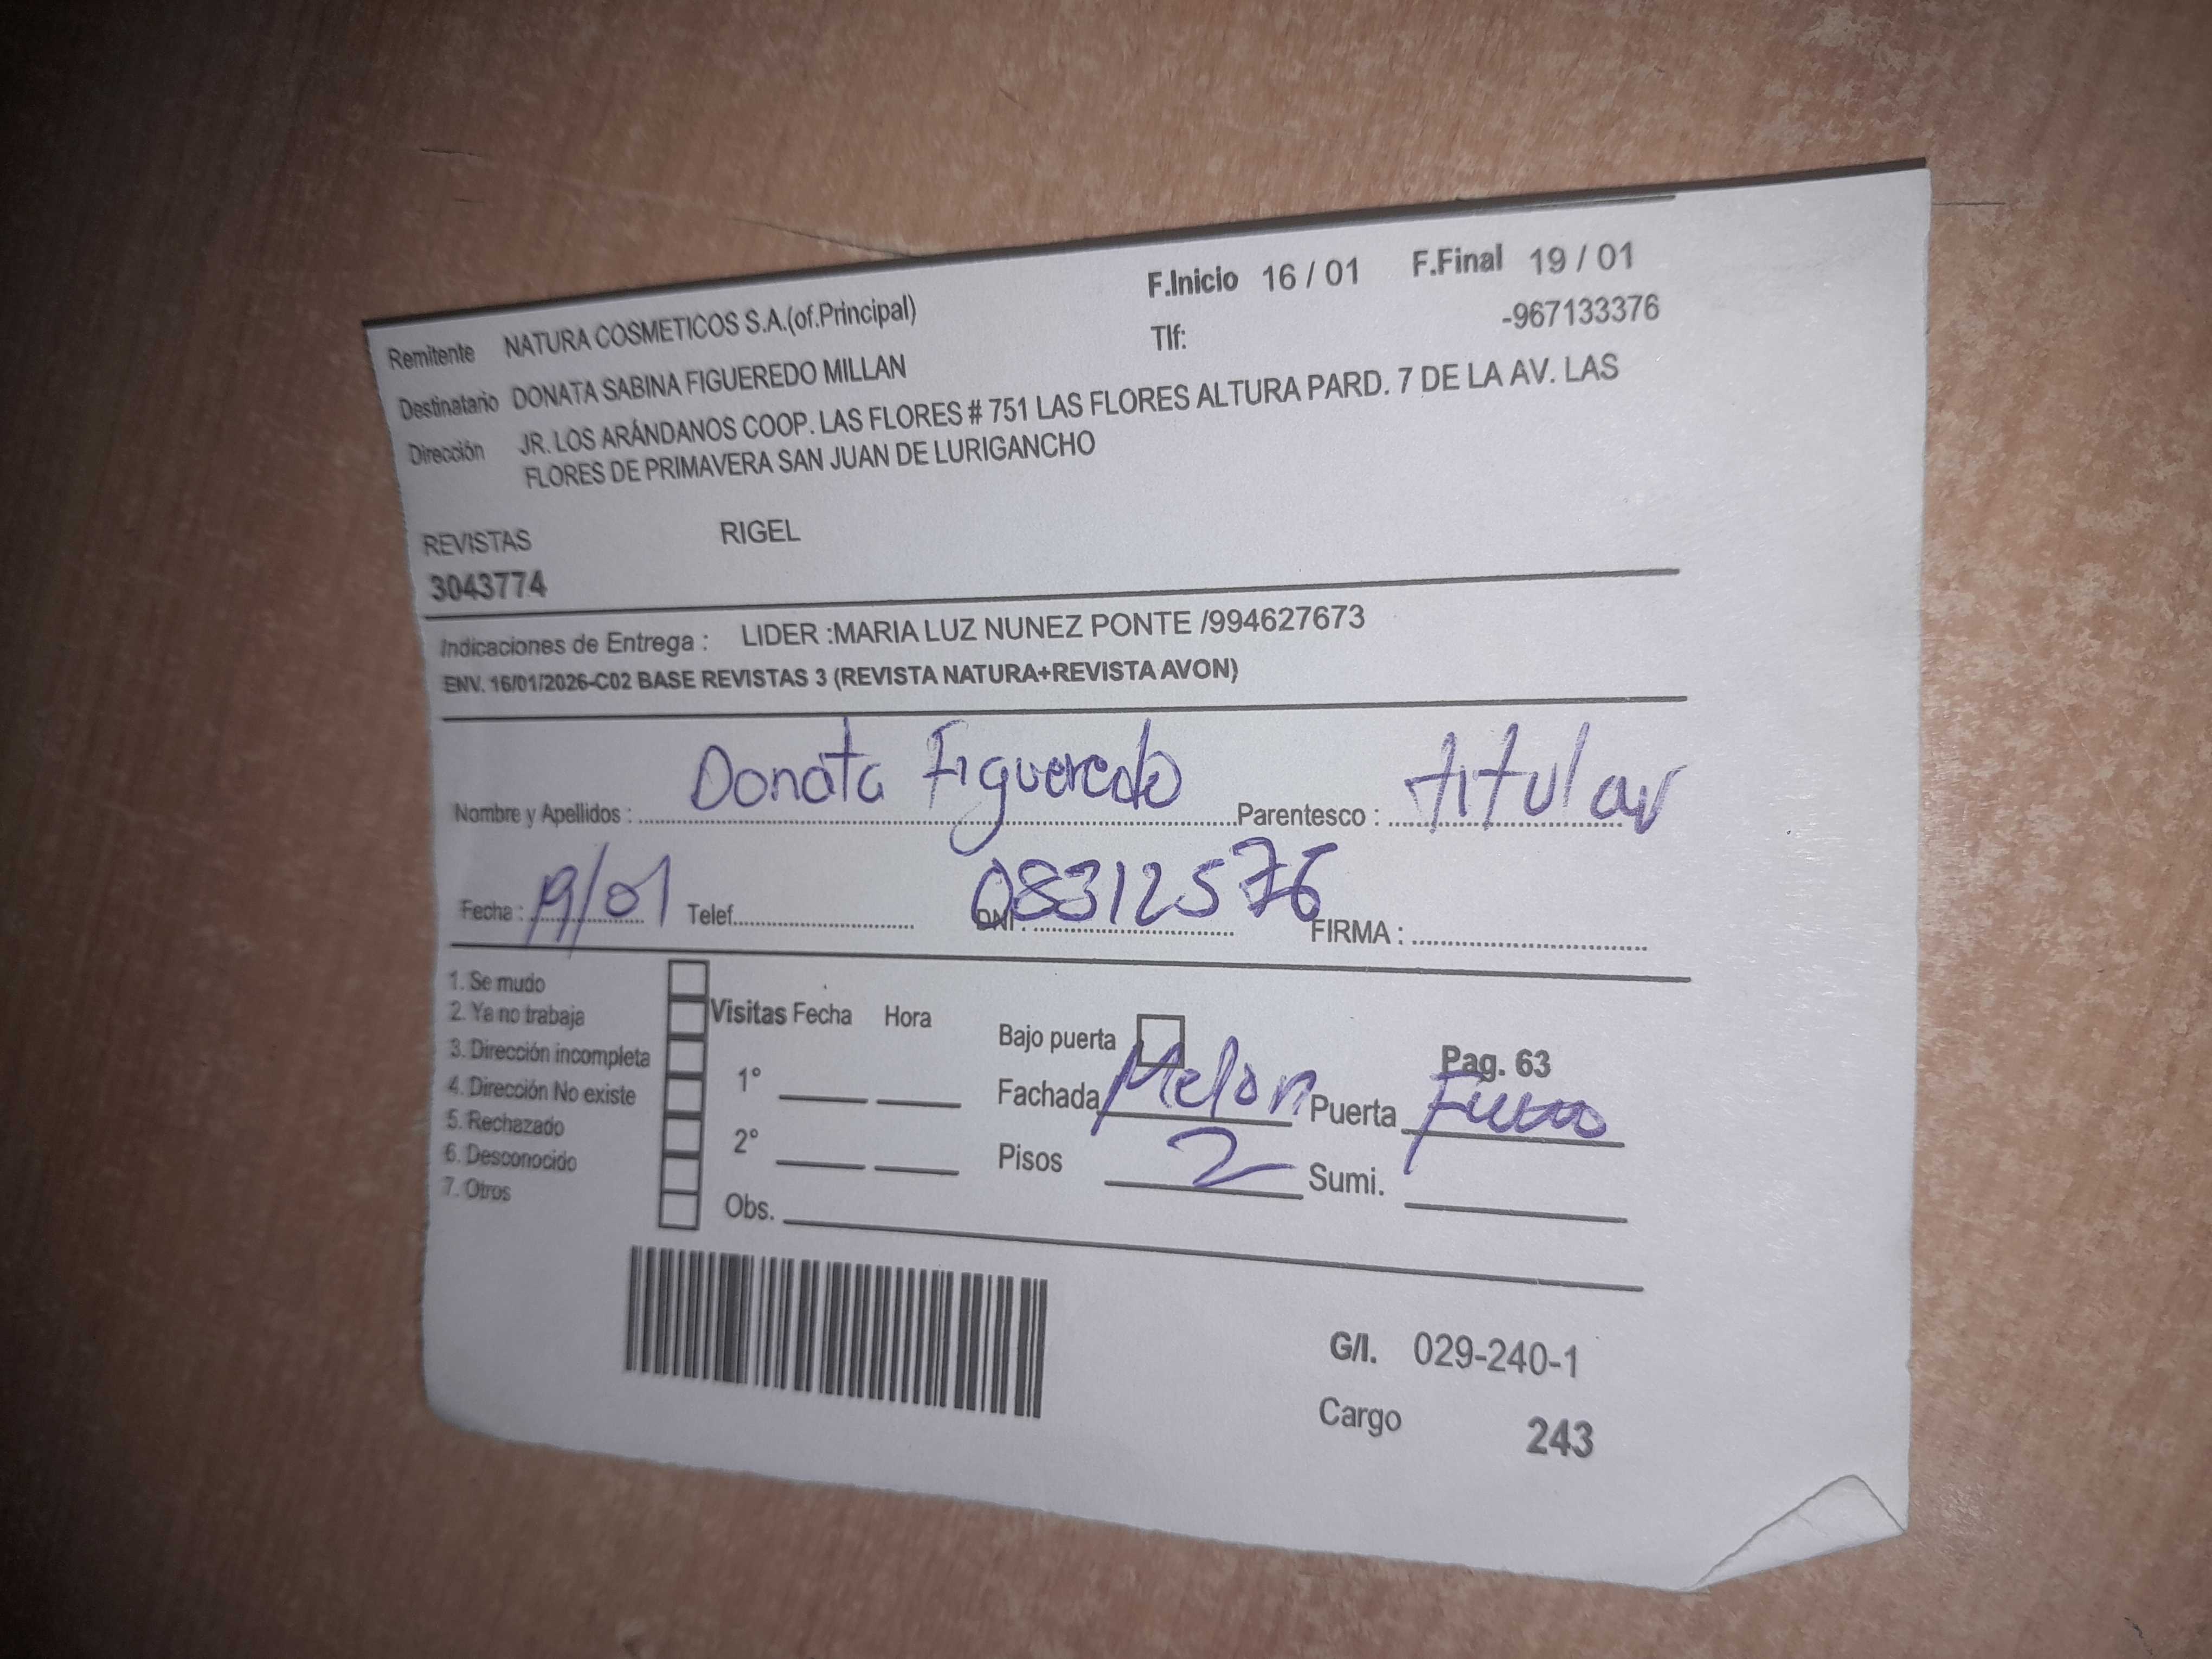 F.Inicio 16 / 01 F.Final 19 / 01
Remitente NATURA COSMETICOS S.A.(of.Principal) Tlf: -967133376
Destinatario DONATA SABINA FIGUEREDO MILLAN
Dirección JR. LOS ARÁNDANOS COOP. LAS FLORES # 751 LAS FLORES ALTURA PARD. 7 DE LA AV. LAS
FLORES DE PRIMAVERA SAN JUAN DE LURIGANCHO
REVISTAS RIGEL
3043774
Indicaciones de Entrega : LIDER :MARIA LUZ NUNEZ PONTE /994627673
ENV. 16/01/2026-C02 BASE REVISTAS 3 (REVISTA NATURA+REVISTA AVON)
Nombre y Apellidos : Donata Figueredo Parentesco : titular
Fecha : 19/01 Telef. DNI. 08312576 FIRMA :
1. Se mudo
2. Ya no trabaja
3. Dirección incompleta
4. Dirección No existe
5. Rechazado
6. Desconocido
7. Otros
Visitas Fecha Hora
1°
2°
Obs.
Bajo puerta Pag. 63
Fachada Melon Puerta
Pisos 2 Sumi.
G/I. 029-240-1
Cargo 243